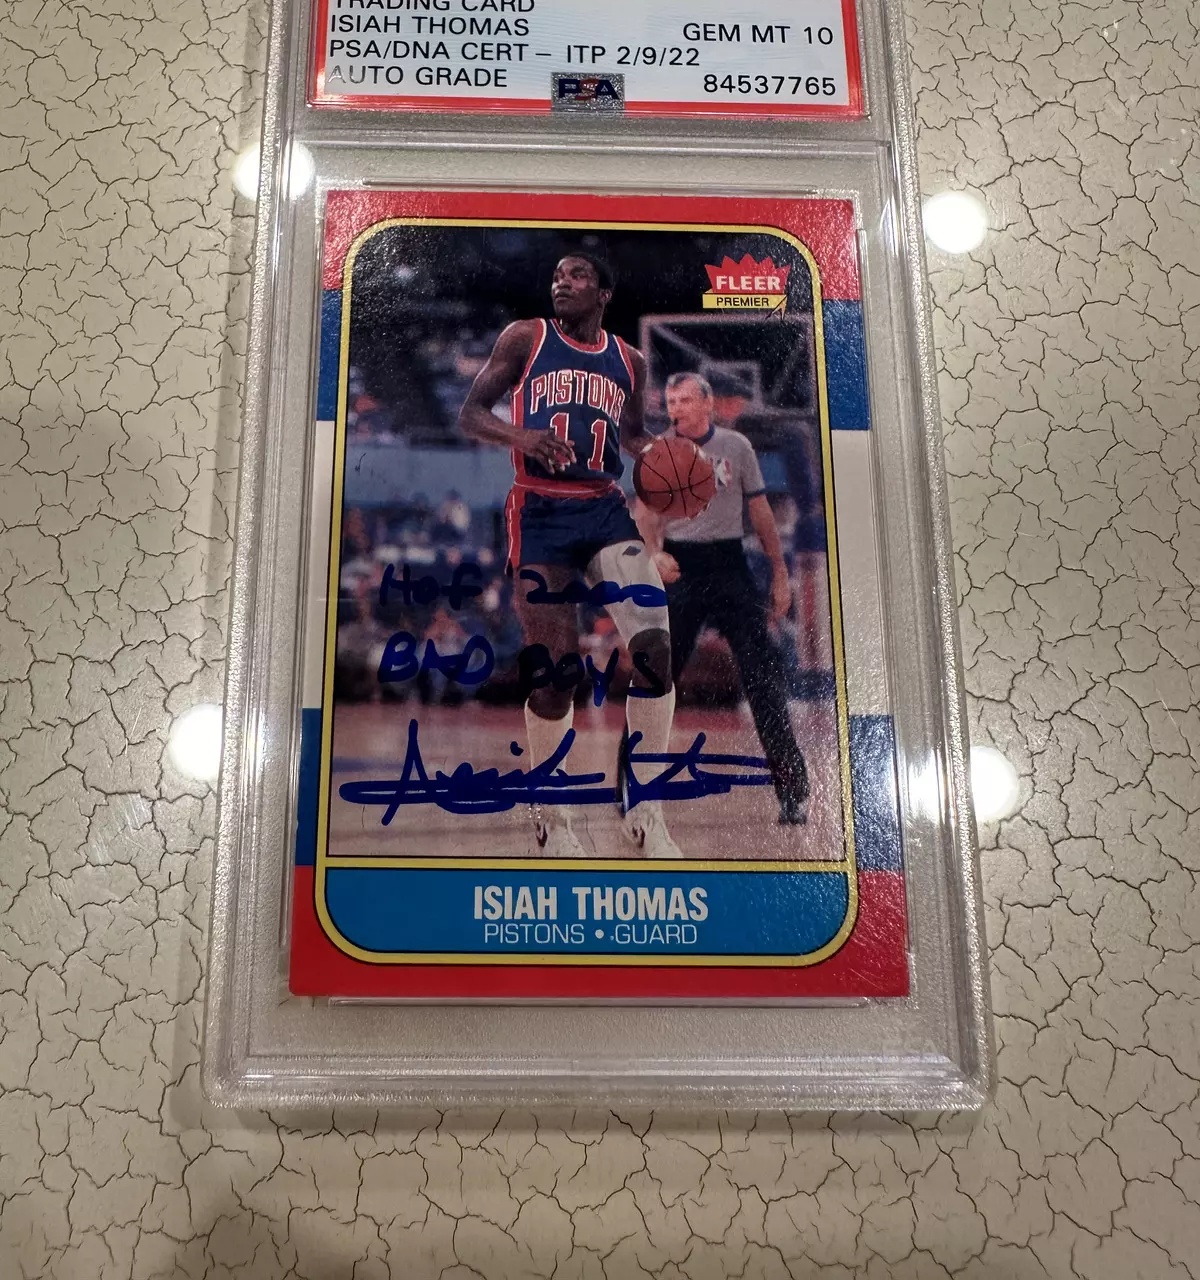 TRADING CARD
ISIAH THOMAS GEM MT 10
PSA/DNA CERT – ITP 2/9/22
AUTO GRADE PSA 84537765
FLEER
PREMIER
PISTONS
11
HOF '2000
BAD BOYS
ISIAH THOMAS
PISTONS • GUARD